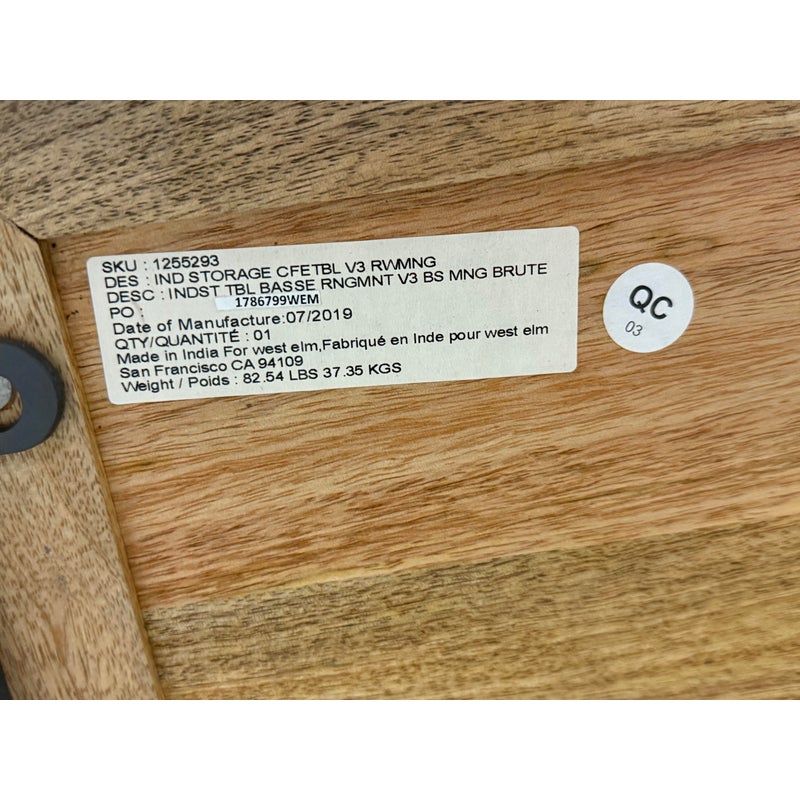 SKU : 1255293
DES : IND STORAGE CFETBL V3 RWMNG
DESC : INDST TBL BASSE RNGMNT V3 BS MNG BRUTE
PO : 1786799WEM
Date of Manufacture:07/2019
QTY/QUANTITÉ : 01
Made in India For west elm,Fabriqué en Inde pour west elm
San Francisco CA 94109
Weight / Poids : 82.54 LBS 37.35 KGS
QC
03